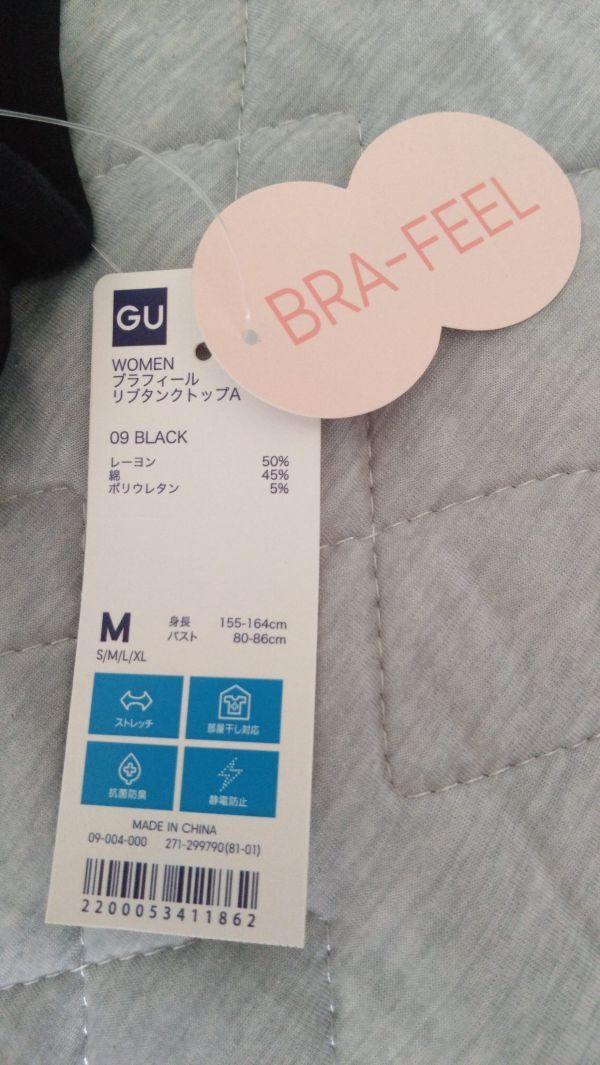 BRA-FEEL
GU
WOMEN
ブラフィール
リブタンクトップA
09 BLACK
レーヨン 50%
綿 45%
ポリウレタン 5%
M 身長 155-164cm
バスト 80-86cm
S/M/L/XL
ストレッチ 部屋干し対応
抗菌防臭 静電防止
MADE IN CHINA
09-004-000 271-299790(81-01)
2200053411862